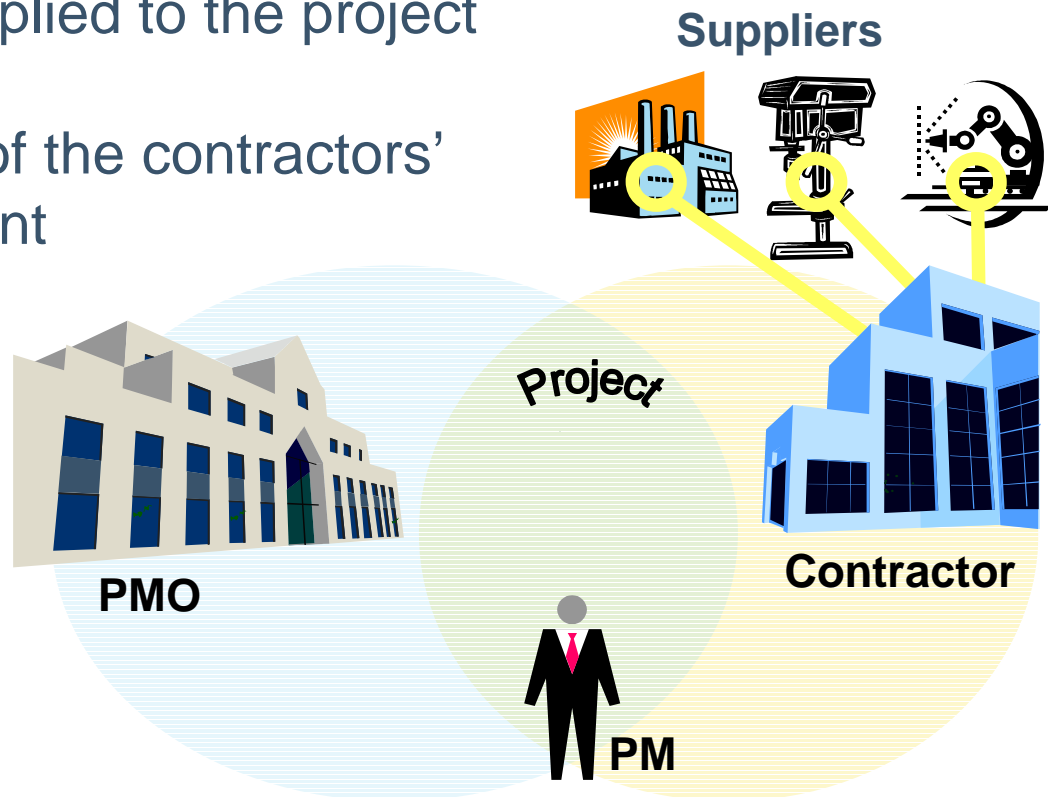 plied to the project
Suppliers
of the contractors’
nt
Project
PMO
Contractor
PM